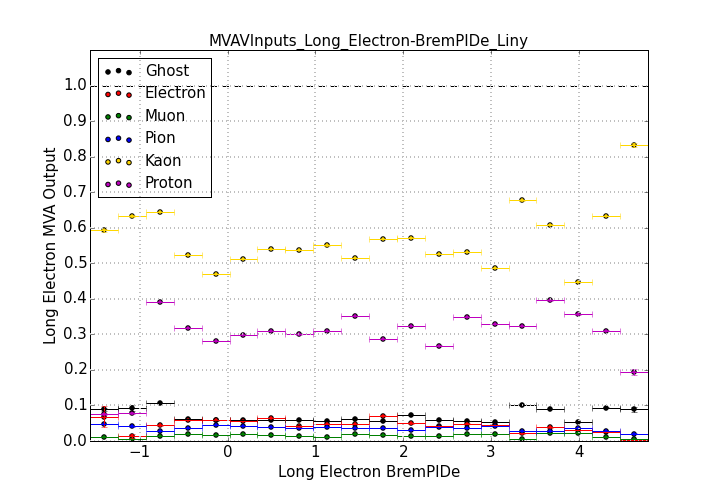 MVAVInputs_Long_Electron-BremPIDe_Liny
Ghost
Electron
Muon
Pion
Kaon
Proton
Long Electron MVA Output
1.0
0.9
0.8
0.7
0.6
0.5
0.4
0.3
0.2
0.1
0.0
−1 0 1 2 3 4
Long Electron BremPIDe